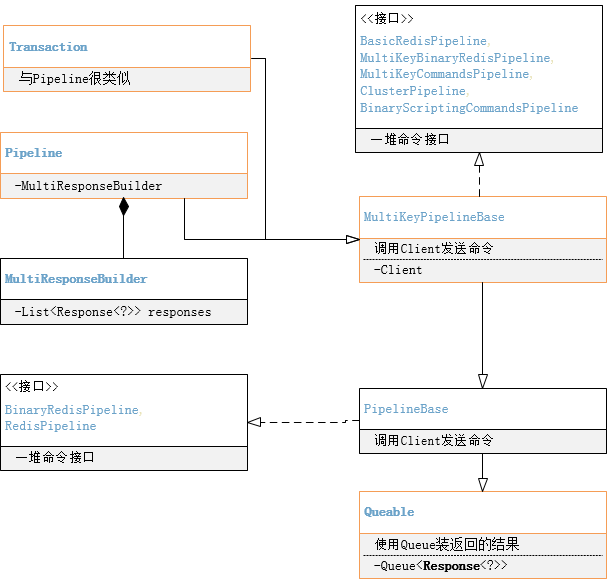 Transaction
与Pipeline很类似
Pipeline
-MultiResponseBuilder
MultiResponseBuilder
-List<Response<?>> responses
<<接口>>
BinaryRedisPipeline,
RedisPipeline
一堆命令接口
<<接口>>
BasicRedisPipeline,
MultiKeyBinaryRedisPipeline,
MultiKeyCommandsPipeline,
ClusterPipeline,
BinaryScriptingCommandsPipeline
一堆命令接口
MultiKeyPipelineBase
调用Client发送命令
-Client
PipelineBase
调用Client发送命令
Queable
使用Queue装返回的结果
-Queue<Response<?>>